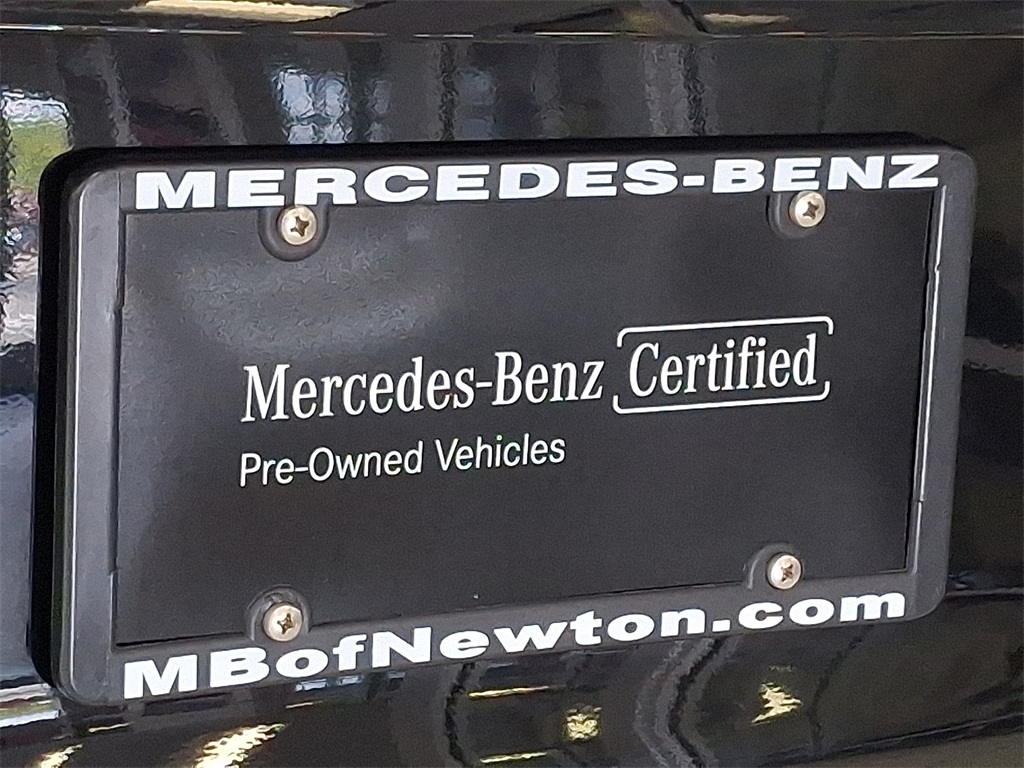 MERCEDES-BENZ
Mercedes-Benz Certified
Pre-Owned Vehicles
MBofNewton.com